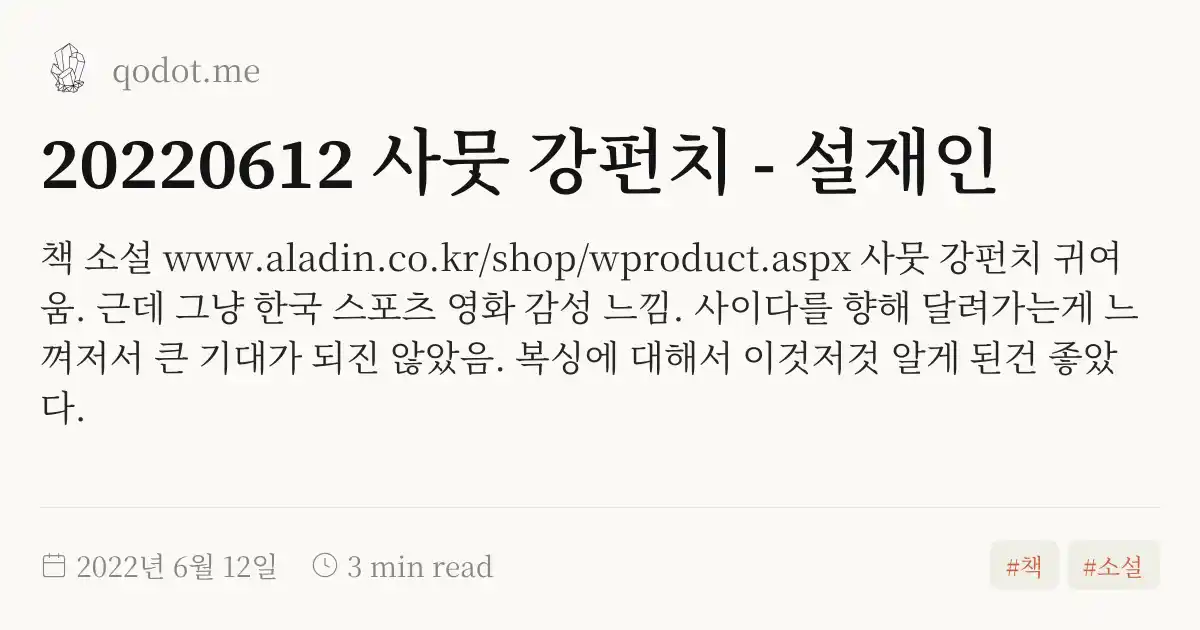 qodot.me
20220612 사뭇 강펀치 - 설재인
책 소설 www.aladin.co.kr/shop/wproduct.aspx 사뭇 강펀치 귀여
움. 근데 그냥 한국 스포츠 영화 감성 느낌. 사이다를 향해 달려가는게 느
껴저서 큰 기대가 되진 않았음. 복싱에 대해서 이것저것 알게 된건 좋았
다.
2022년 6월 12일 3 min read #책 #소설